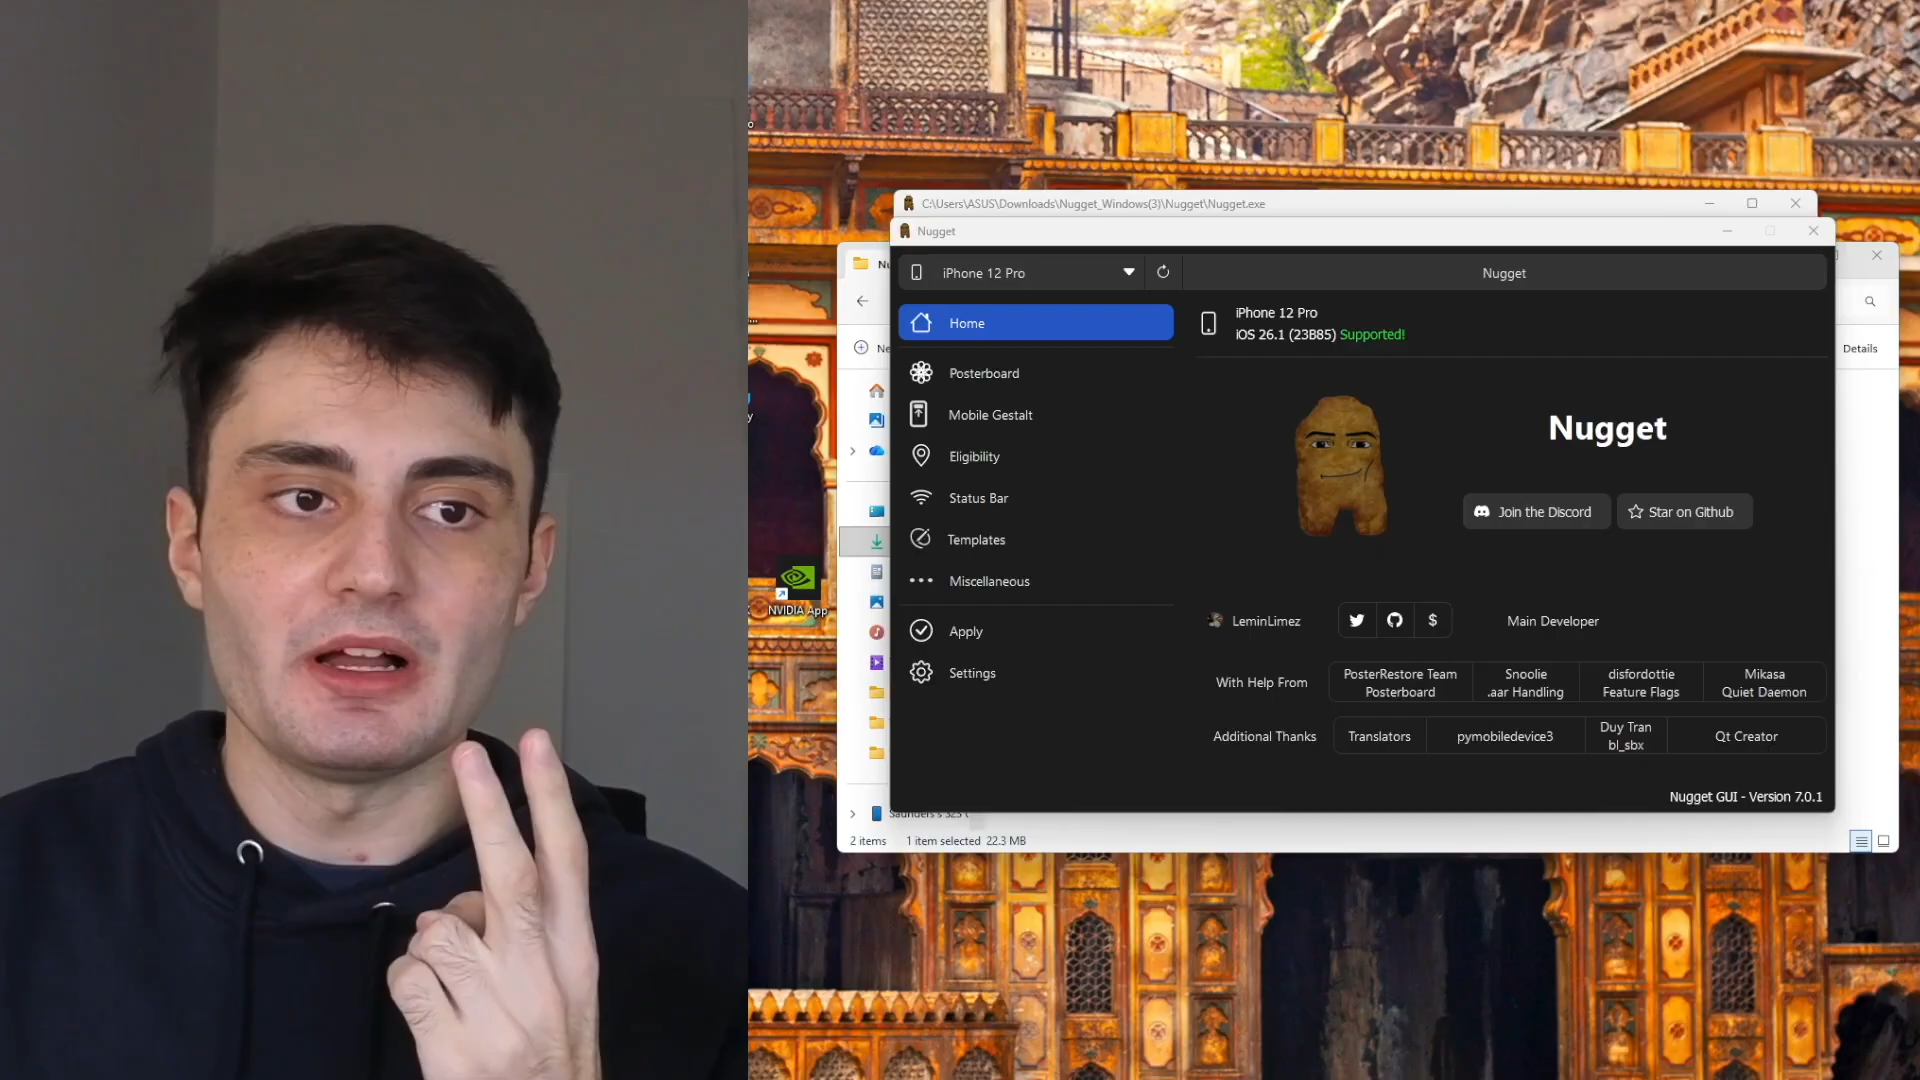 C:\Users\ASUS\Downloads\Nugget_Windows(3)\Nugget\Nugget.exe
Nugget
iPhone 12 Pro
Nugget
Home
iPhone 12 Pro
iOS 26.1 (23B85) Supported!
Details
Posterboard
Mobile Gestalt
Eligibility
Status Bar
Templates
Miscellaneous
Apply
Settings
Nugget
Join the Discord
Star on Github
NVIDIA App
LeminLimez
$
Main Developer
With Help From
PosterRestore Team
Posterboard
Snoolie
.aar Handling
disfordottie
Feature Flags
Mikasa
Quiet Daemon
Additional Thanks
Translators
pymobiledevice3
Duy Tran
bl_sbx
Qt Creator
Nugget GUI - Version 7.0.1
2 items
1 item selected 22.3 MB